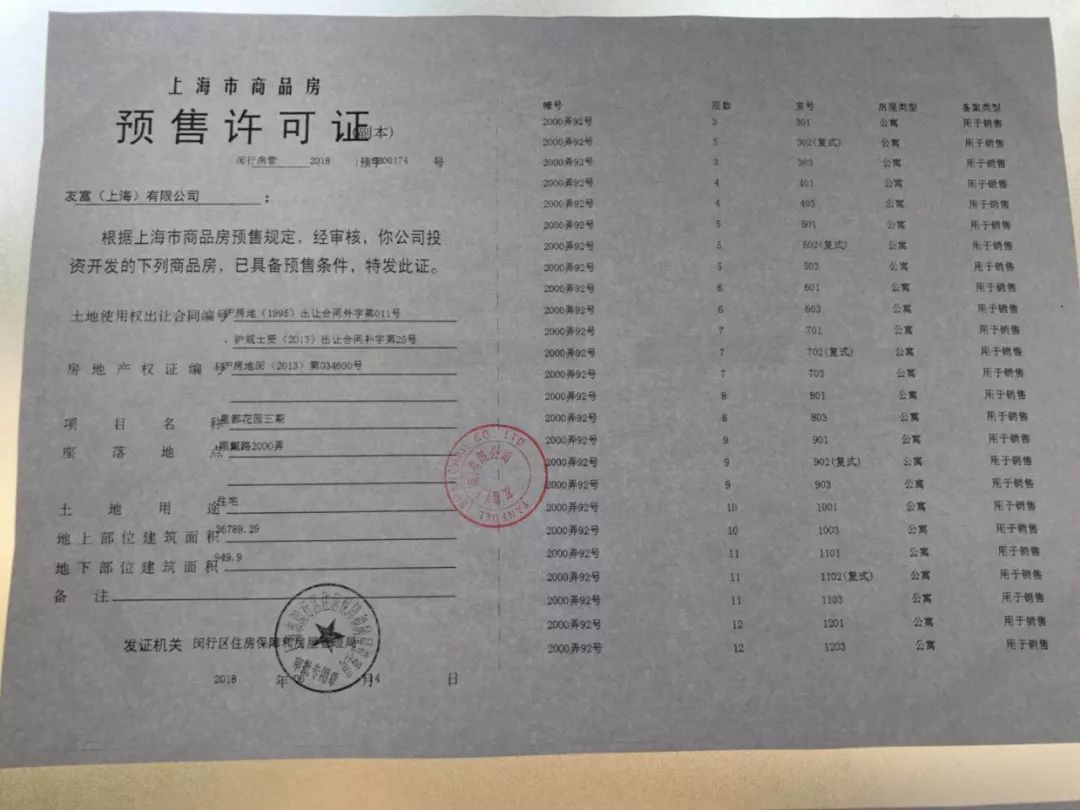 上海市商品房
预售许可证(副本)
闵行房管 2018 )预字000174 号
友富（上海）有限公司 ：
根据上海市商品房预售规定，经审核，你公司投
资开发的下列商品房，已具备预售条件，特发此证。
土地使用权出让合同编号沪房地（1995）出让合同外字第011号
、沪规土资（2013）出让合同补字第25号
房地产权证编号沪房地闵（2013）第034600号
项目名称星都花园三期
座落地点顾戴路2000弄
土地用途住宅
地上部位建筑面积26789.29
地下部位建筑面积949.9
备注
发证机关 闵行区住房保障和房屋管理局
2018 年 06 月 14 日
审批专用章
CO. LTD
幢号 层数 室号 房屋类型 备案类型
2000弄92号 3 301 公寓 用于销售
2000弄92号 3 302(复式) 公寓 用于销售
2000弄92号 3 303 公寓 用于销售
2000弄92号 4 401 公寓 用于销售
2000弄92号 4 403 公寓 用于销售
2000弄92号 5 501 公寓 用于销售
2000弄92号 5 502(复式) 公寓 用于销售
2000弄92号 5 503 公寓 用于销售
2000弄92号 6 601 公寓 用于销售
2000弄92号 6 603 公寓 用于销售
2000弄92号 7 701 公寓 用于销售
2000弄92号 7 702(复式) 公寓 用于销售
2000弄92号 7 703 公寓 用于销售
2000弄92号 8 801 公寓 用于销售
2000弄92号 8 803 公寓 用于销售
2000弄92号 9 901 公寓 用于销售
2000弄92号 9 902(复式) 公寓 用于销售
2000弄92号 9 903 公寓 用于销售
2000弄92号 10 1001 公寓 用于销售
2000弄92号 10 1003 公寓 用于销售
2000弄92号 11 1101 公寓 用于销售
2000弄92号 11 1102(复式) 公寓 用于销售
2000弄92号 11 1103 公寓 用于销售
2000弄92号 12 1201 公寓 用于销售
2000弄92号 12 1203 公寓 用于销售